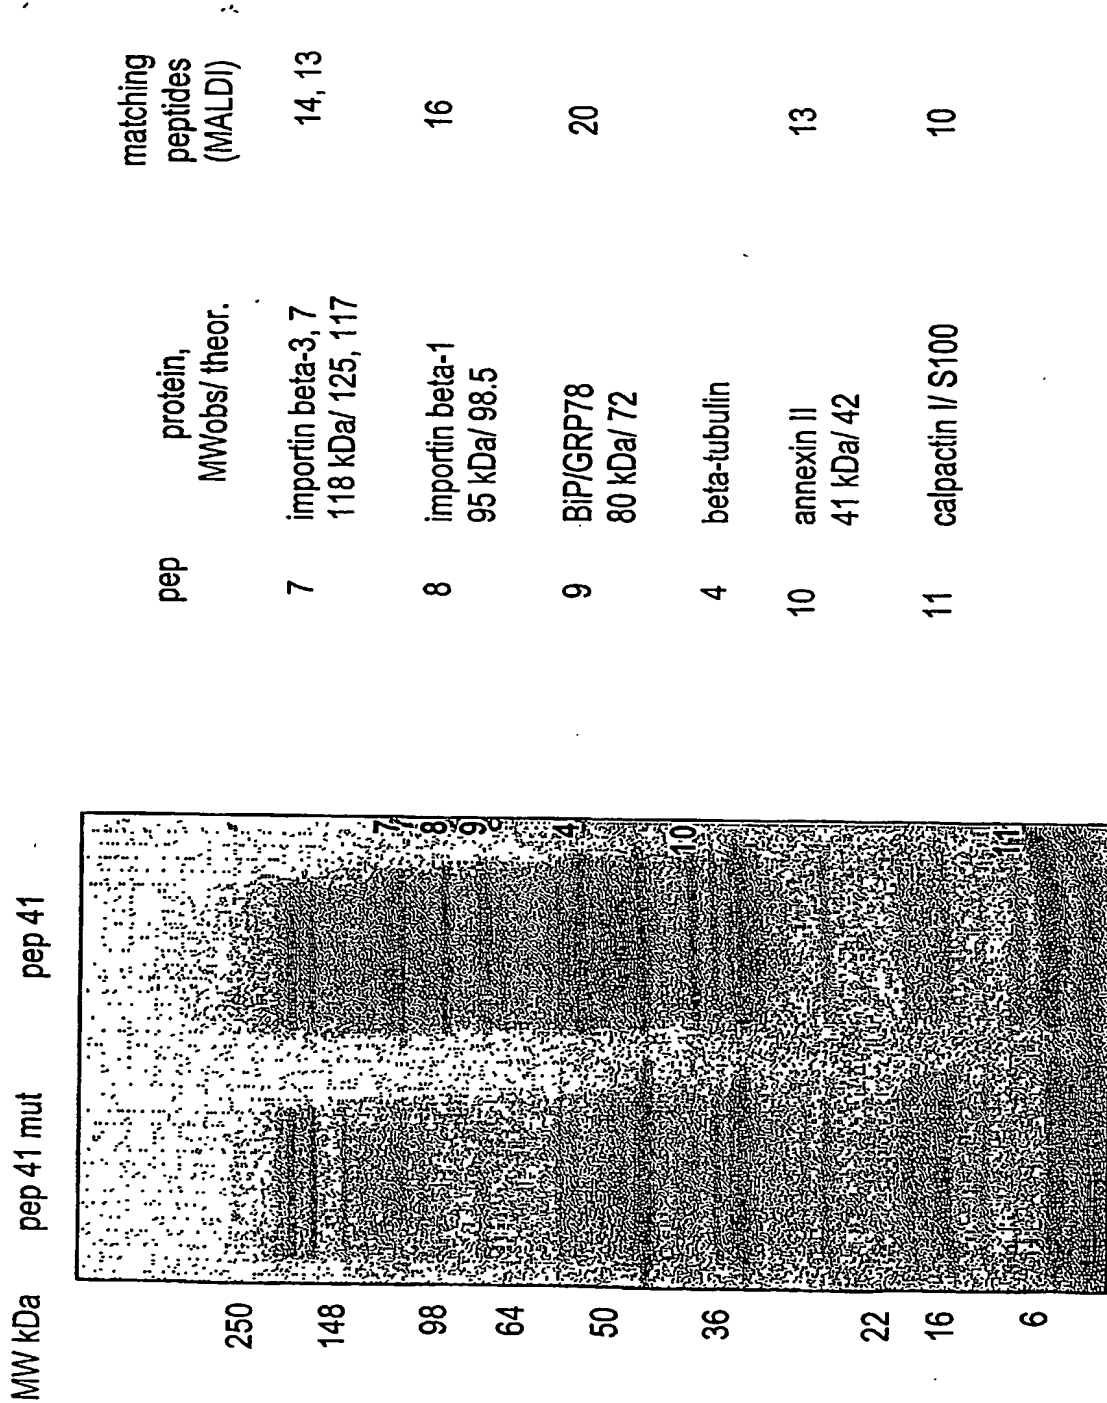 MW kDa
pep 41 mut
pep 41
250
148
98
64
50
36
22
16
6
7
8
9
4
10
11
pep
protein,
MWobs/ theor.
matching
peptides
(MALDI)
7
importin beta-3, 7
118 kDa/ 125, 117
14, 13
8
importin beta-1
95 kDa/ 98.5
16
9
BiP/GRP78
80 kDa/ 72
20
4
beta-tubulin
10
annexin II
41 kDa/ 42
13
11
calpactin I/ S100
10